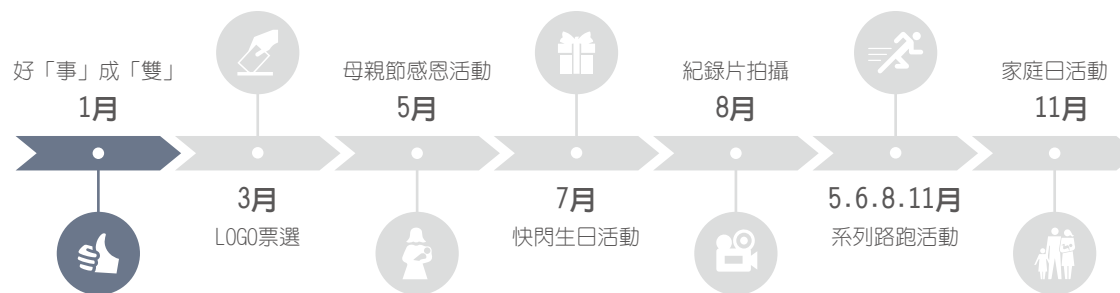 好「事」成「雙」
1月
3月
LOGO票選
母親節感恩活動
5月
7月
快閃生日活動
紀錄片拍攝
8月
5.6.8.11月
系列路跑活動
家庭日活動
11月